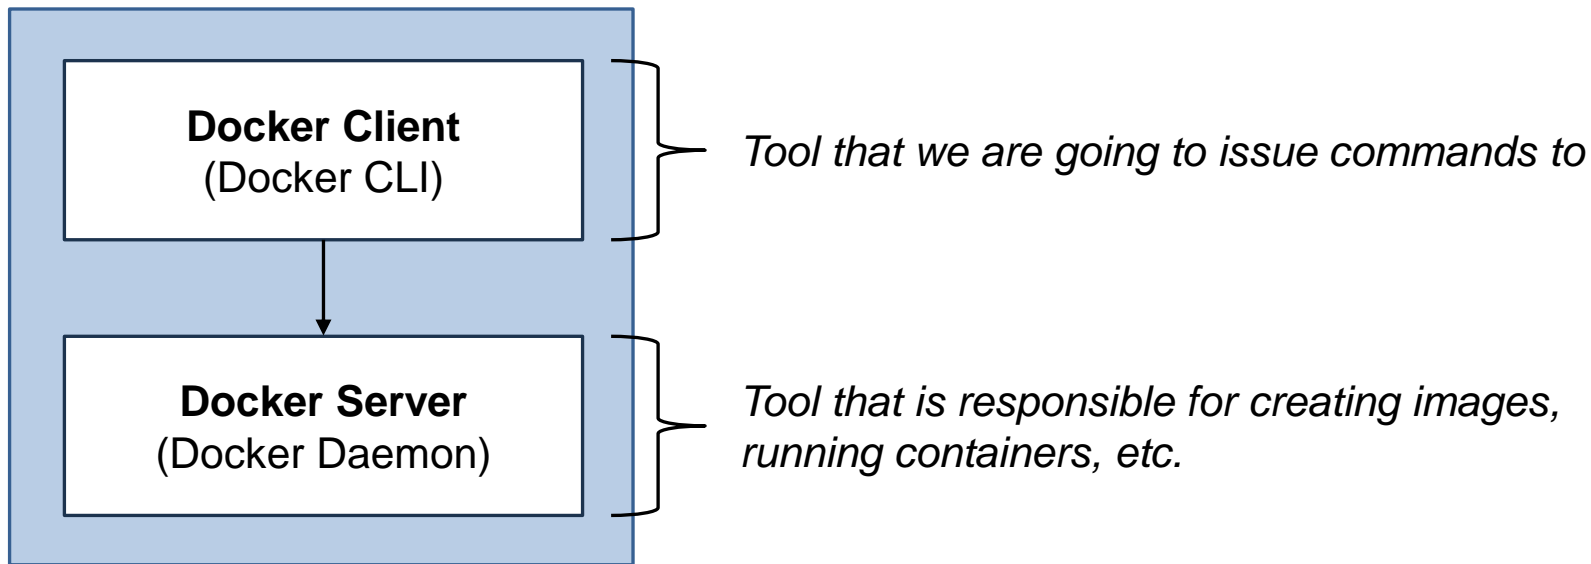 Docker Client
(Docker CLI)
Tool that we are going to issue commands to
Docker Server
(Docker Daemon)
Tool that is responsible for creating images,
running containers, etc.